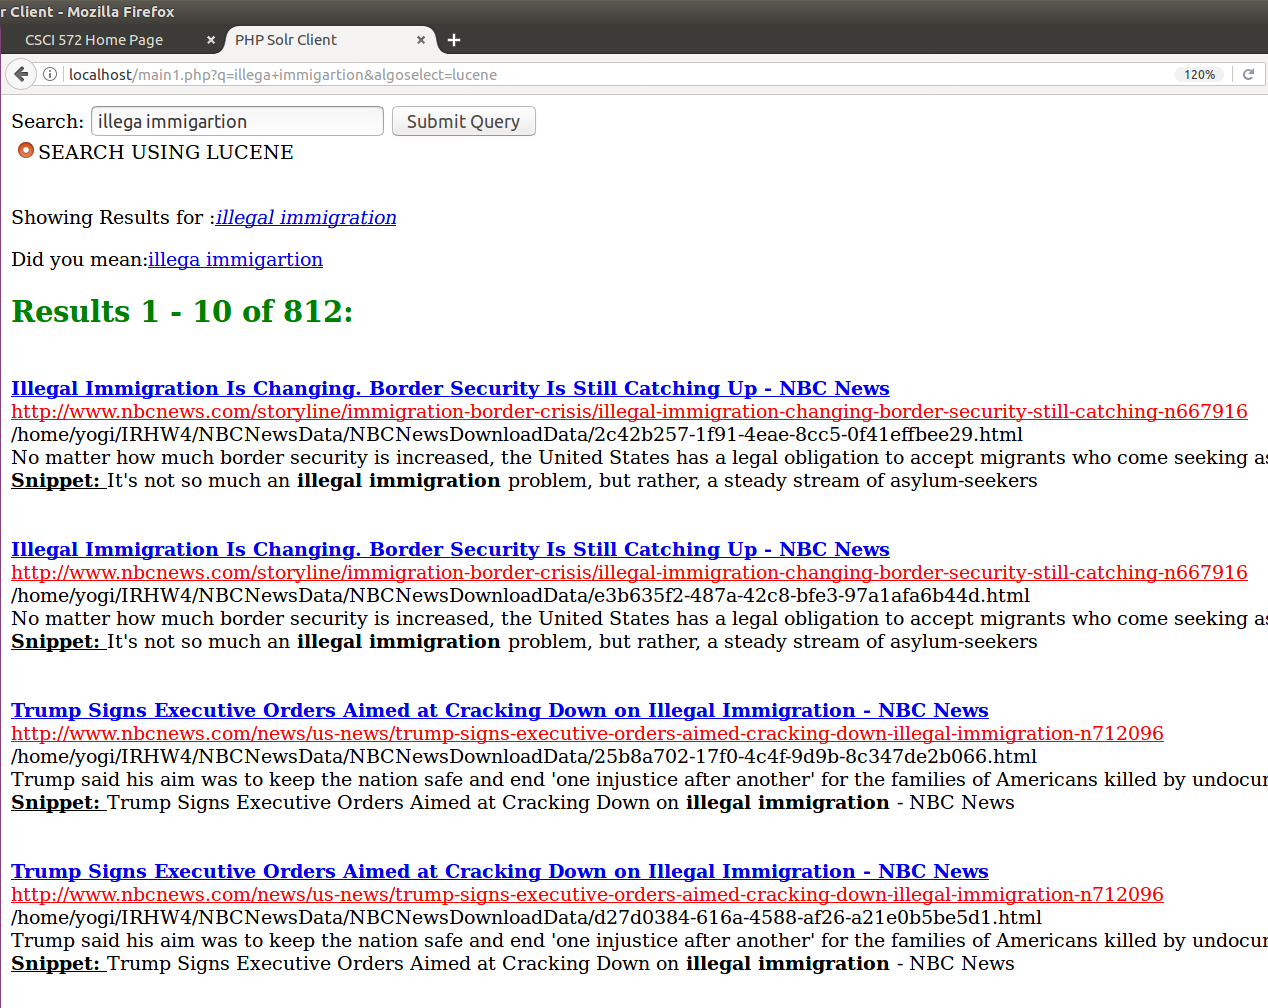 r Client - Mozilla Firefox
CSCI 572 Home Page × PHP Solr Client × +
localhost/main1.php?q=illega+immigartion&algoselect=lucene 120%
Search: illega immigartion Submit Query
SEARCH USING LUCENE
Showing Results for :illegal immigration
Did you mean:illega immigartion
Results 1 - 10 of 812:
Illegal Immigration Is Changing. Border Security Is Still Catching Up - NBC News
http://www.nbcnews.com/storyline/immigration-border-crisis/illegal-immigration-changing-border-security-still-catching-n667916
/home/yogi/IRHW4/NBCNewsData/NBCNewsDownloadData/2c42b257-1f91-4eae-8cc5-0f41effbee29.html
No matter how much border security is increased, the United States has a legal obligation to accept migrants who come seeking as
Snippet: It's not so much an illegal immigration problem, but rather, a steady stream of asylum-seekers
Illegal Immigration Is Changing. Border Security Is Still Catching Up - NBC News
http://www.nbcnews.com/storyline/immigration-border-crisis/illegal-immigration-changing-border-security-still-catching-n667916
/home/yogi/IRHW4/NBCNewsData/NBCNewsDownloadData/e3b635f2-487a-42c8-bfe3-97a1afa6b44d.html
No matter how much border security is increased, the United States has a legal obligation to accept migrants who come seeking as
Snippet: It's not so much an illegal immigration problem, but rather, a steady stream of asylum-seekers
Trump Signs Executive Orders Aimed at Cracking Down on Illegal Immigration - NBC News
http://www.nbcnews.com/news/us-news/trump-signs-executive-orders-aimed-cracking-down-illegal-immigration-n712096
/home/yogi/IRHW4/NBCNewsData/NBCNewsDownloadData/25b8a702-17f0-4c4f-9d9b-8c347de2b066.html
Trump said his aim was to keep the nation safe and end 'one injustice after another' for the families of Americans killed by undocu
Snippet: Trump Signs Executive Orders Aimed at Cracking Down on illegal immigration - NBC News
Trump Signs Executive Orders Aimed at Cracking Down on Illegal Immigration - NBC News
http://www.nbcnews.com/news/us-news/trump-signs-executive-orders-aimed-cracking-down-illegal-immigration-n712096
/home/yogi/IRHW4/NBCNewsData/NBCNewsDownloadData/d27d0384-616a-4588-af26-a21e0b5be5d1.html
Trump said his aim was to keep the nation safe and end 'one injustice after another' for the families of Americans killed by undocu
Snippet: Trump Signs Executive Orders Aimed at Cracking Down on illegal immigration - NBC News